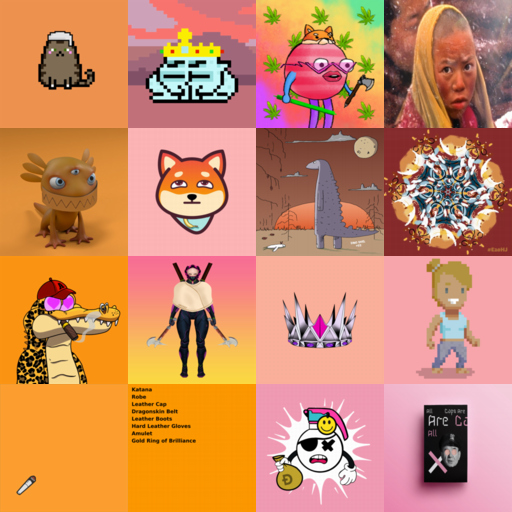 Katana
Robe
Leather Cap
Dragonskin Belt
Leather Boots
Hard Leather Gloves
Amulet
Gold Ring of Brilliance
All Cops Are
Are Ca
All